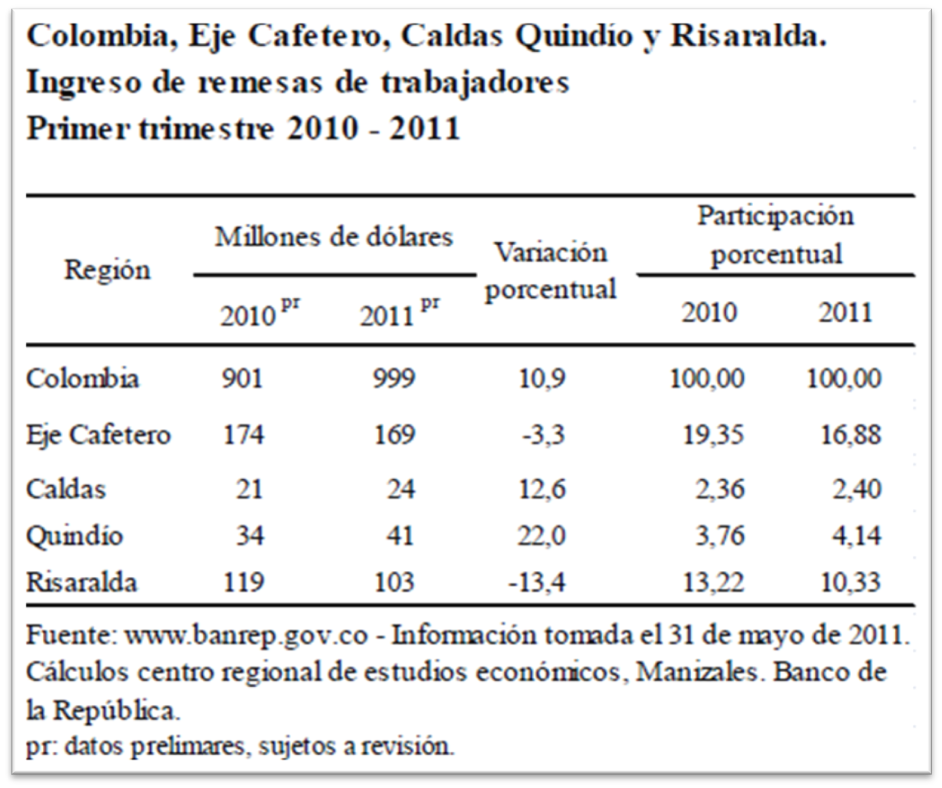 Colombia, Eje Cafetero, Caldas Quindío y Risaralda.
Ingreso de remesas de trabajadores
Primer trimestre 2010 - 2011
Región Millones de dólares Variación porcentual Participación porcentual
2010 pr 2011 pr 2010 2011
Colombia 901 999 10,9 100,00 100,00
Eje Cafetero 174 169 -3,3 19,35 16,88
Caldas 21 24 12,6 2,36 2,40
Quindío 34 41 22,0 3,76 4,14
Risaralda 119 103 -13,4 13,22 10,33
Fuente: www.banrep.gov.co - Información tomada el 31 de mayo de 2011.
Cálculos centro regional de estudios económicos, Manizales. Banco de
la República.
pr: datos prelimares, sujetos a revisión.